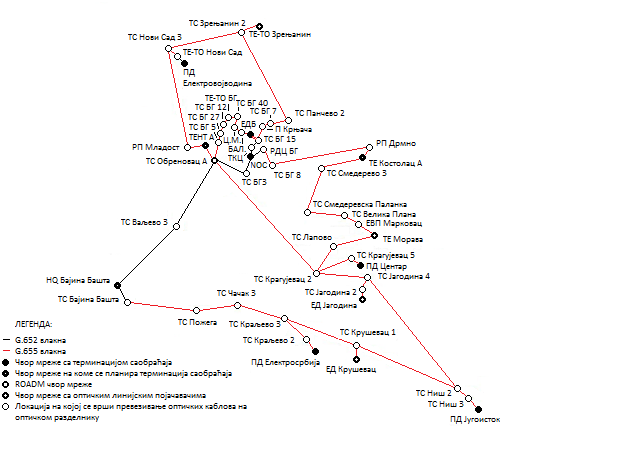 ТС Зрењанин 2
ТЕ-ТО Зрењанин
ТС Нови Сад 3
ТЕ-ТО Нови Сад
ПД
Електровојводина
ТЕ-ТО БГ
ТС БГ 40
ТС БГ 12
ТС БГ 7
ТС Панчево 2
ТС БГ 27
ТС БГ 5
ЕДБ
П Крњача
ТЕНТ А
Ц.М.
ТС БГ 15
РП Младост
БАЛ.
РДЦ БГ
РП Дрмно
ТКЦ
ТС Обреновац А
NOC
ТЕ Костолац А
ТС БГ3
ТС БГ 8
ТС Смедерево 3
ТС Смедеревска Паланка
ТС Велика Плана
ТС Ваљево 3
ЕВП Марковац
ТС Лапово
ТЕ Морава
ТС Крагујевац 5
ПД Центар
ТС Крагујевац 2
ТС Јагодина 4
HQ Бајина Башта
ТС Јагодина 2
ТС Бајина Башта
ТС Чачак 3
ЕД Јагодина
ТС Пожега
ТС Краљево 3
ТС Крушевац 1
ТС Краљево 2
ПД Електросрбија
ЕД Крушевац
ТС Ниш 2
ТС Ниш 3
ПД Југоисток
ЛЕГЕНДА:
G.652 влакна
G.655 влакна
Чвор мреже са терминацијом саобраћаја
Чвор мреже на коме се планира терминација саобраћаја
ROADM чвор мреже
Чвор мреже са оптичким линијским појачавачима
Локација на којој се врши превезивање оптичких каблова на
оптичком разделнику